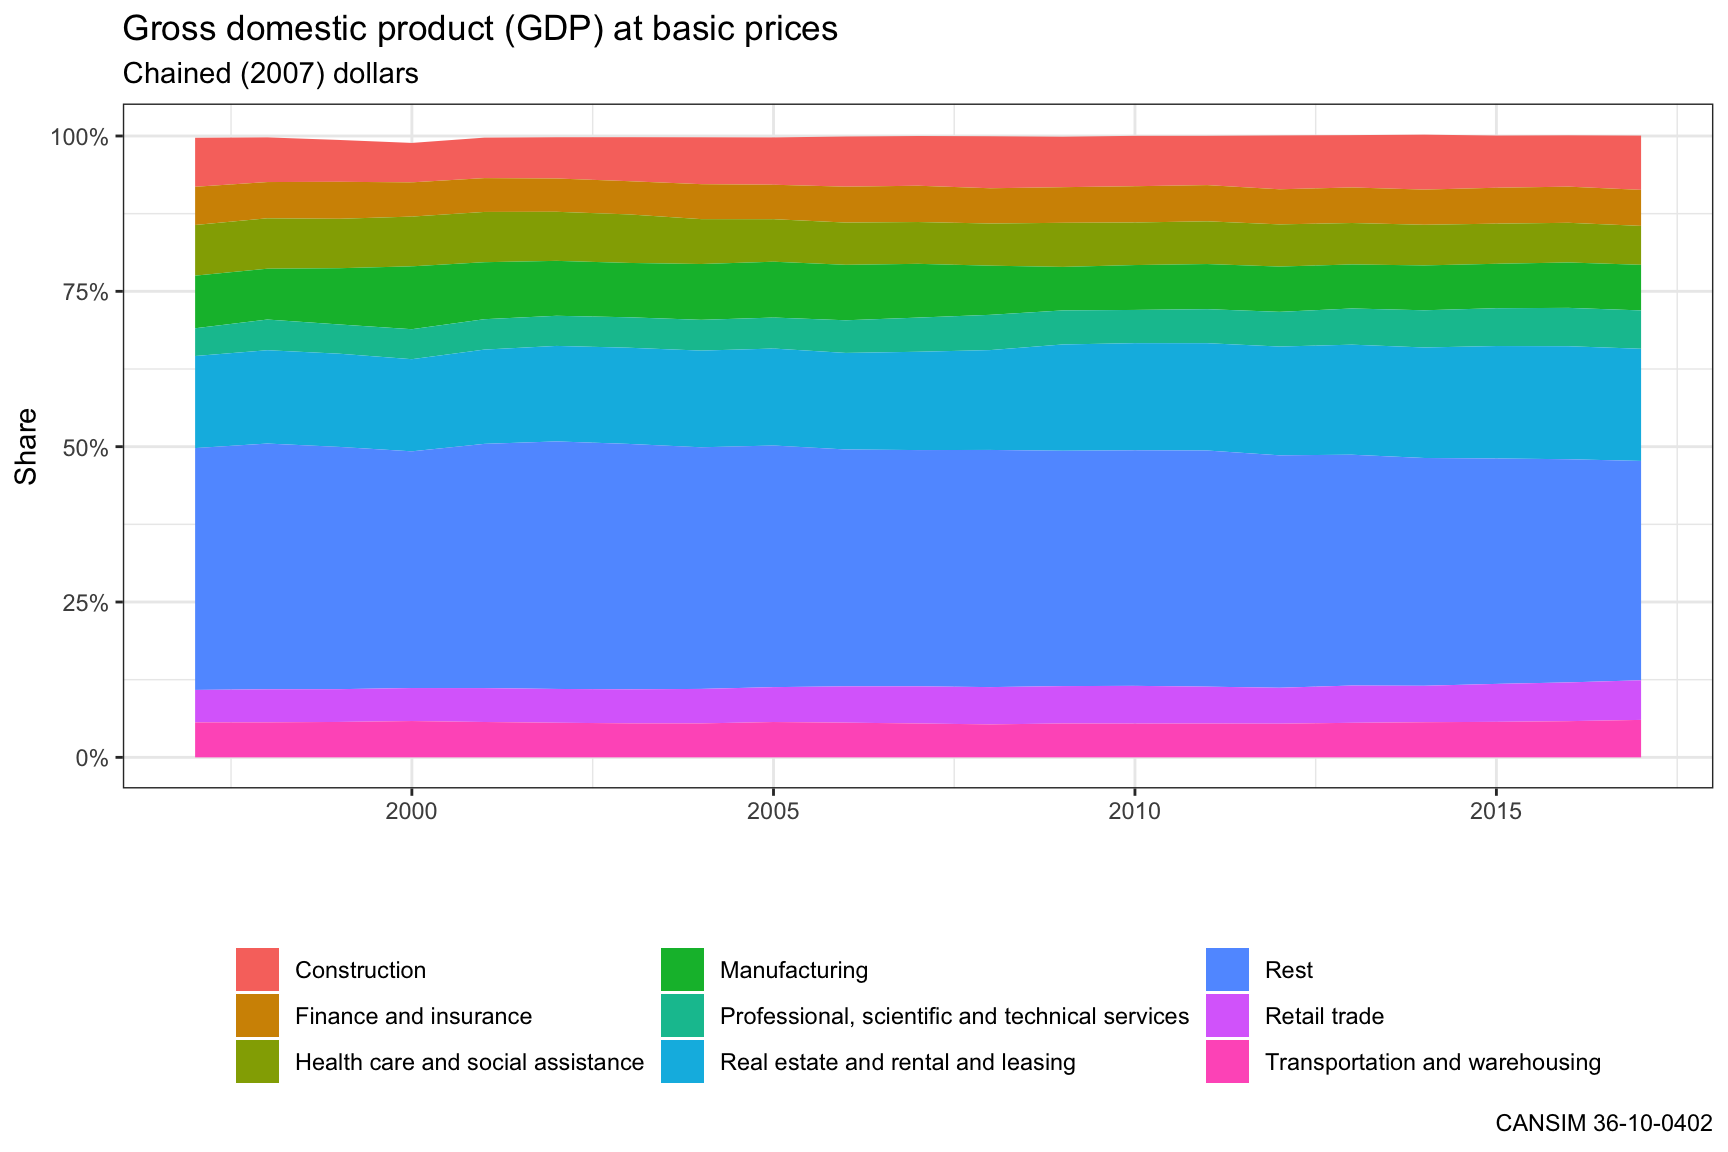 Gross domestic product (GDP) at basic prices
Chained (2007) dollars
Share
100%
75%
50%
25%
0%
2000 2005 2010 2015
Construction Manufacturing Rest
Finance and insurance Professional, scientific and technical services Retail trade
Health care and social assistance Real estate and rental and leasing Transportation and warehousing
CANSIM 36-10-0402